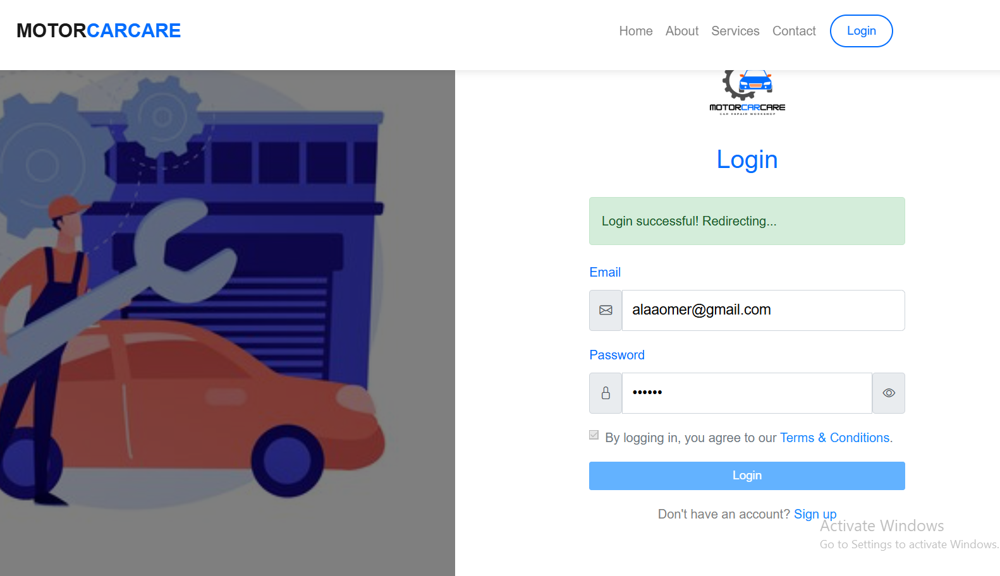 MOTORCARCARE
Home About Services Contact Login
MOTORCARCARE
CAR REPAIR WORKSHOP
Login
Login successful! Redirecting...
Email
alaaomer@gmail.com
Password
••••••
By logging in, you agree to our Terms & Conditions.
Login
Don't have an account? Sign up
Activate Windows
Go to Settings to activate Windows.